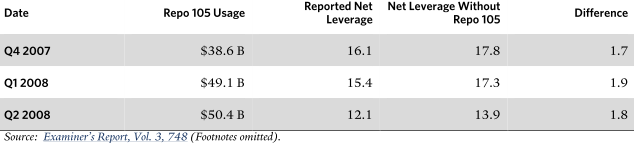 Date Repo 105 Usage Reported Net Leverage Net Leverage Without Repo 105 Difference
Q4 2007 $38.6 B 16.1 17.8 1.7
Q1 2008 $49.1 B 15.4 17.3 1.9
Q2 2008 $50.4 B 12.1 13.9 1.8
Source: Examiner's Report, Vol. 3, 748 (Footnotes omitted).